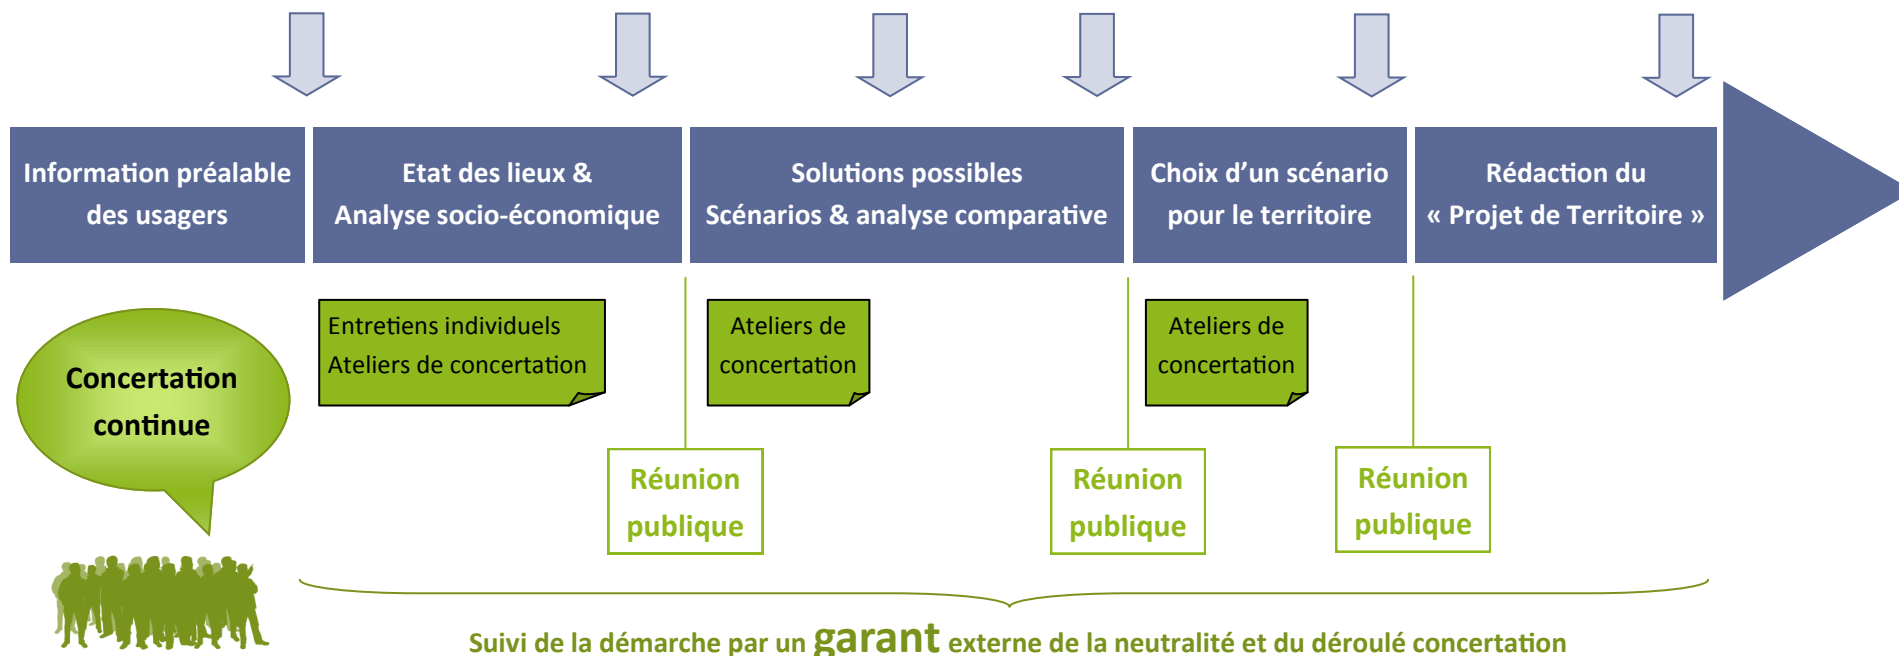 Information préalable
des usagers
Etat des lieux &
Analyse socio-économique
Solutions possibles
Scénarios & analyse comparative
Choix d’un scénario
pour le territoire
Rédaction du
« Projet de Territoire »
Concertation
continue
Entretiens individuels
Ateliers de concertation
Ateliers de
concertation
Ateliers de
concertation
Réunion
publique
Réunion
publique
Réunion
publique
Suivi de la démarche par un garant externe de la neutralité et du déroulé concertation